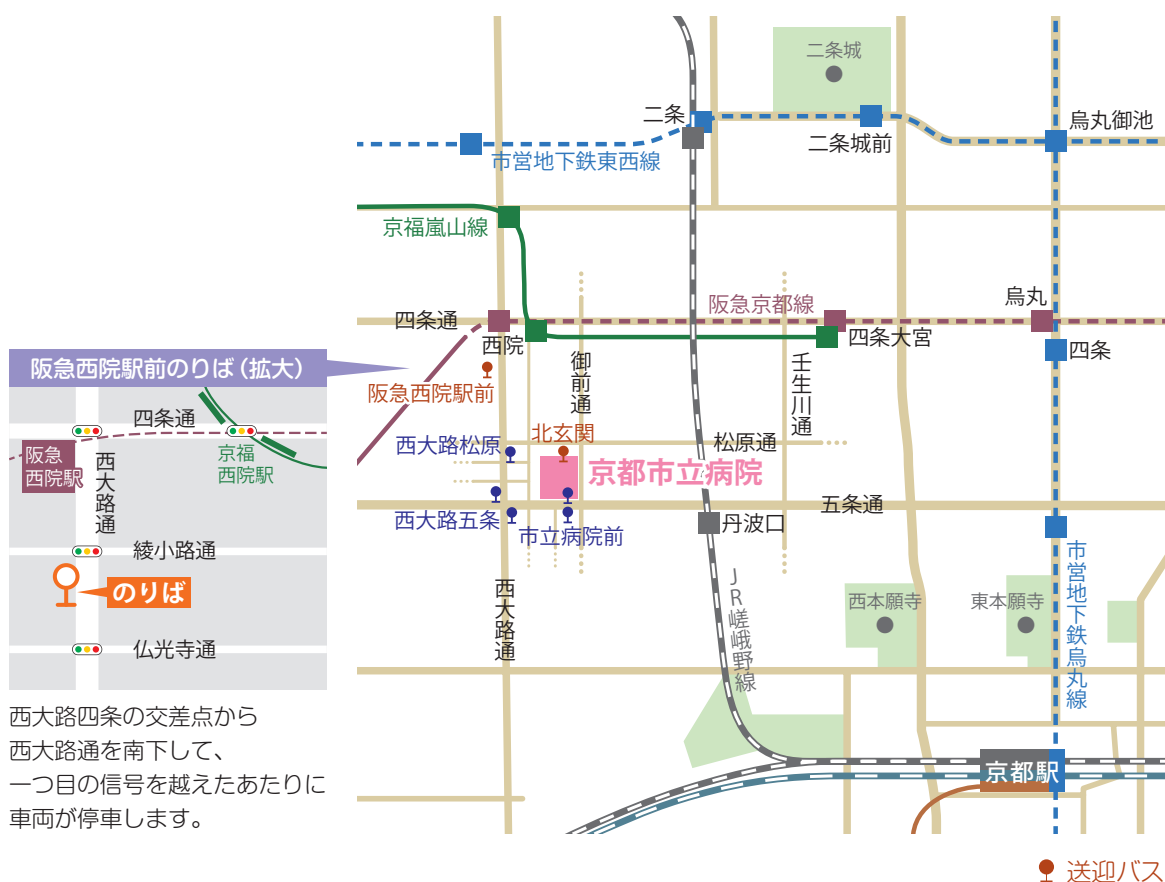 二条城
二条
烏丸御池
二条城前
市営地下鉄東西線
京福嵐山線
阪急京都線
烏丸
四条通
西院
四条大宮
四条
御前通
壬生川通
阪急西院駅前
北玄関
西大路松原
松原通
京都市立病院
五条通
西大路五条
市立病院前
丹波口
西大路通
JR嵯峨野線
西本願寺
東本願寺
市営地下鉄烏丸線
京都駅
送迎バス
阪急西院駅前のりば(拡大)
四条通
阪急
西院駅
西大路通
京福
西院駅
綾小路通
のりば
仏光寺通
西大路四条の交差点から
西大路通を南下して、
一つ目の信号を越えたあたりに
車両が停車します。